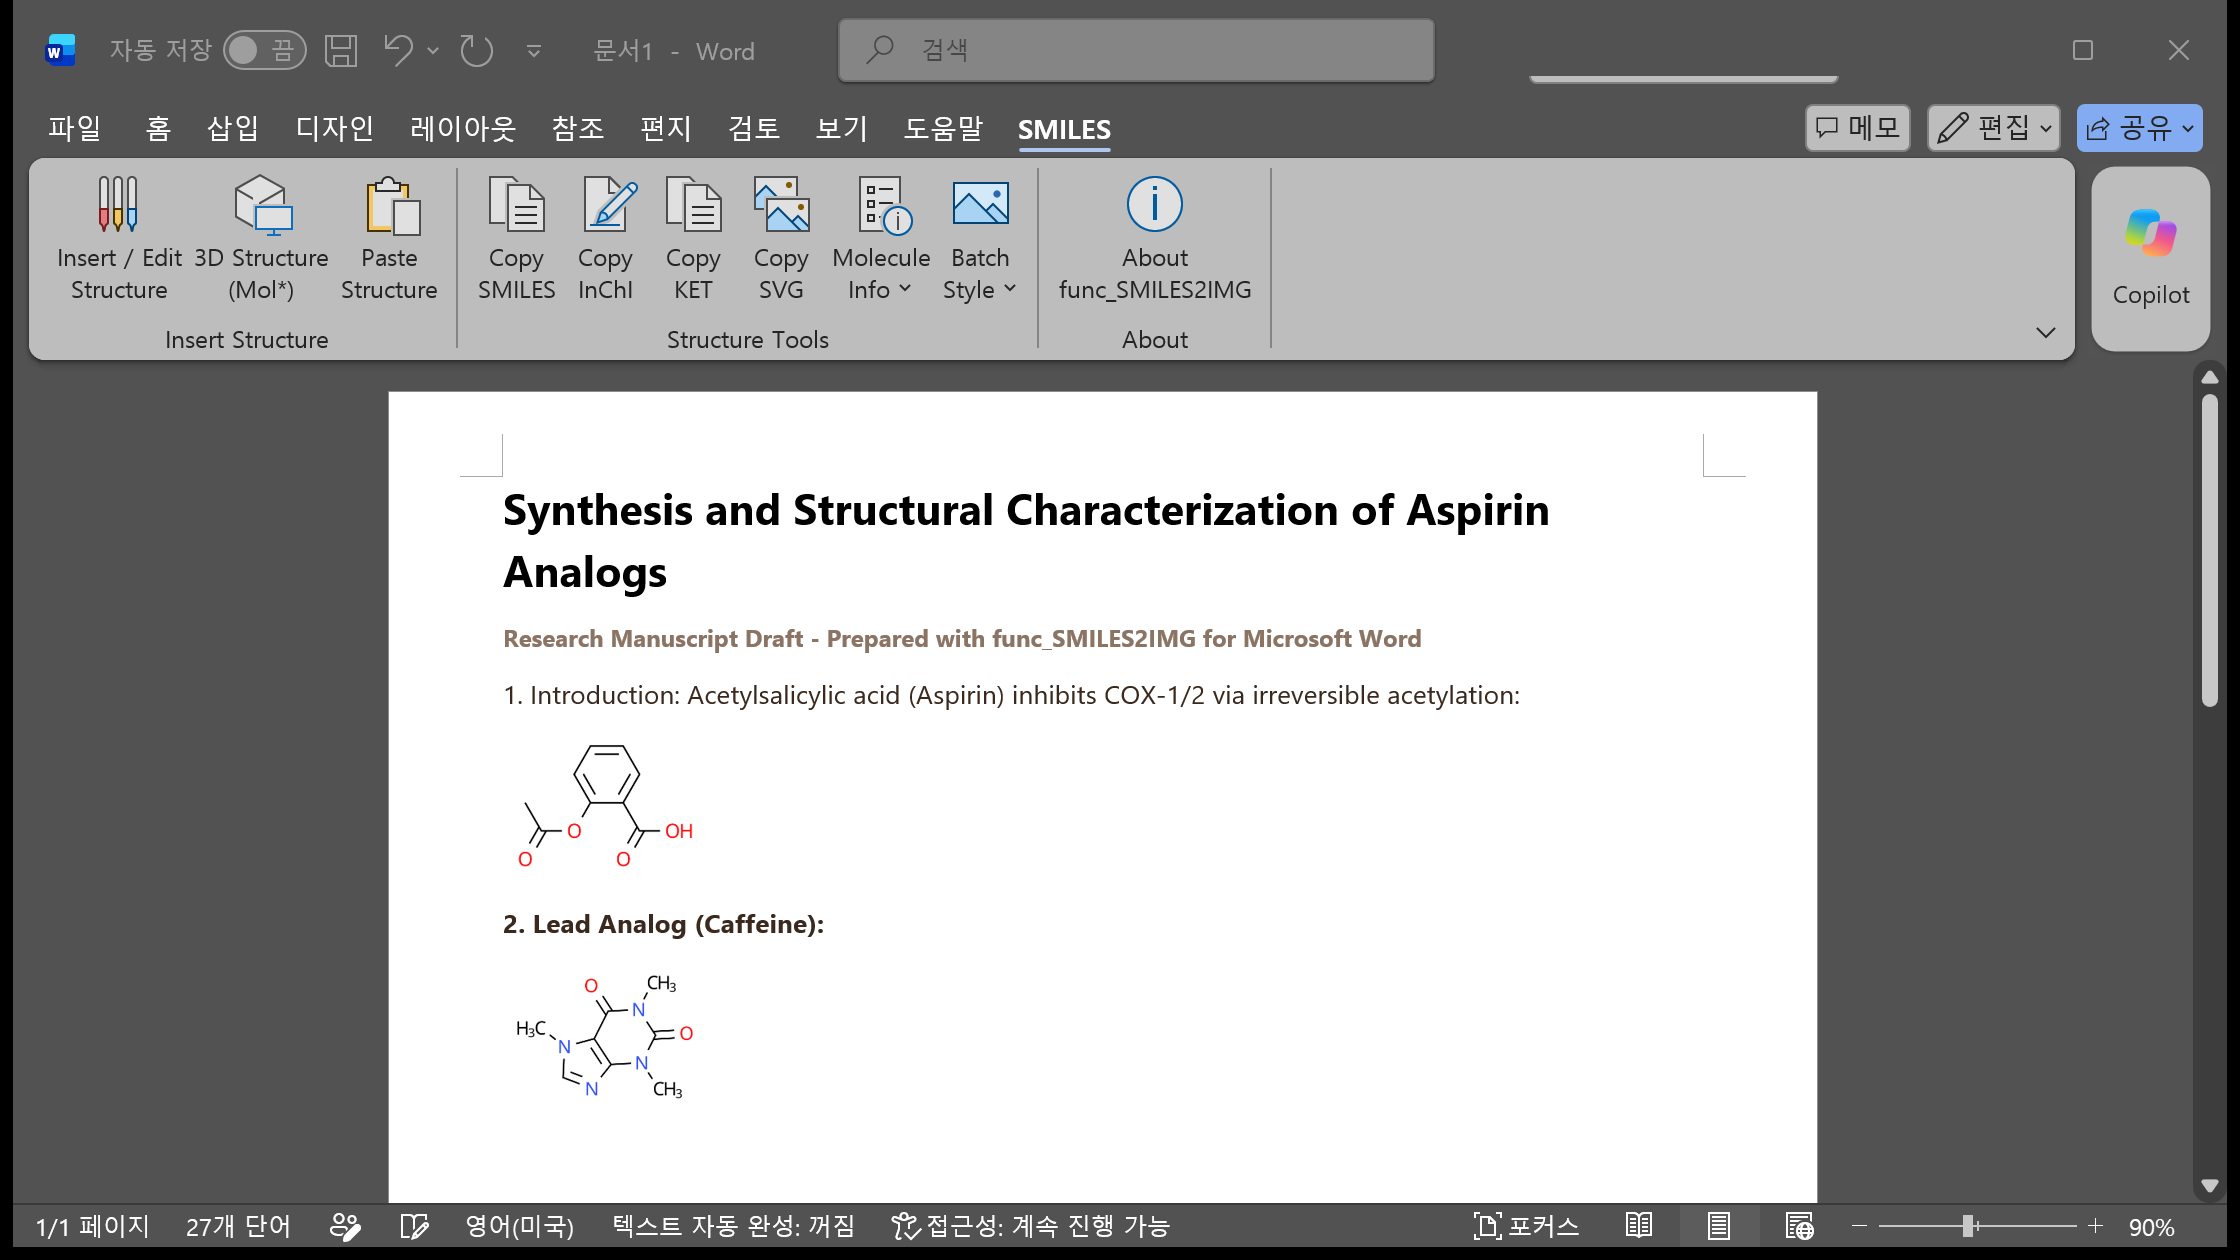 자동 저장 끔 문서1 - Word 검색
파일 홈 삽입 디자인 레이아웃 참조 편지 검토 보기 도움말 SMILES 메모 편집 공유
Insert / Edit Structure
3D Structure (Mol*)
Paste Structure
Copy SMILES
Copy InChI
Copy KET
Copy SVG
Molecule Info
Batch Style
About func_SMILES2IMG
Copilot
Insert Structure Structure Tools About
Synthesis and Structural Characterization of Aspirin
Analogs
Research Manuscript Draft - Prepared with func_SMILES2IMG for Microsoft Word
1. Introduction: Acetylsalicylic acid (Aspirin) inhibits COX-1/2 via irreversible acetylation:
O OH
O O
2. Lead Analog (Caffeine):
O CH₃
N
H₃C O
N N
N CH₃
1/1 페이지 27개 단어 영어(미국) 텍스트 자동 완성: 꺼짐 접근성: 계속 진행 가능 포커스 90%